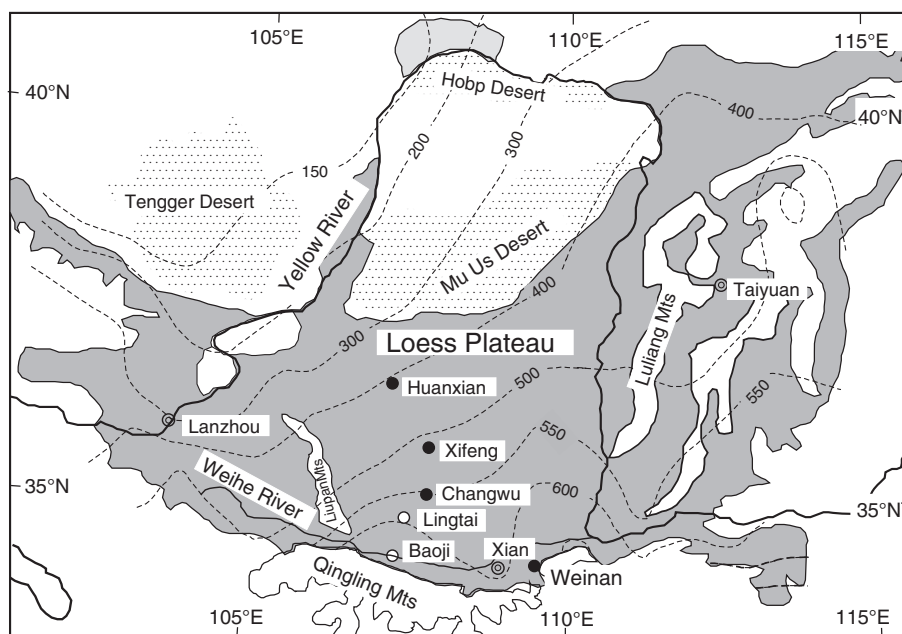 105°E
110°E
115°E
40°N
Hobp Desert
400
40°N
200
300
150
Tengger Desert
Yellow River
Mu Us Desert
400
Taiyuan
Luliang Mts
300
Loess Plateau
Huanxian
500
550
Lanzhou
Xifeng
550
Weihe River
LiupanMts
35°N
Changwu
600
35°N
Lingtai
Baoji
Xian
Weinan
Qingling Mts
105°E
110°E
115°E